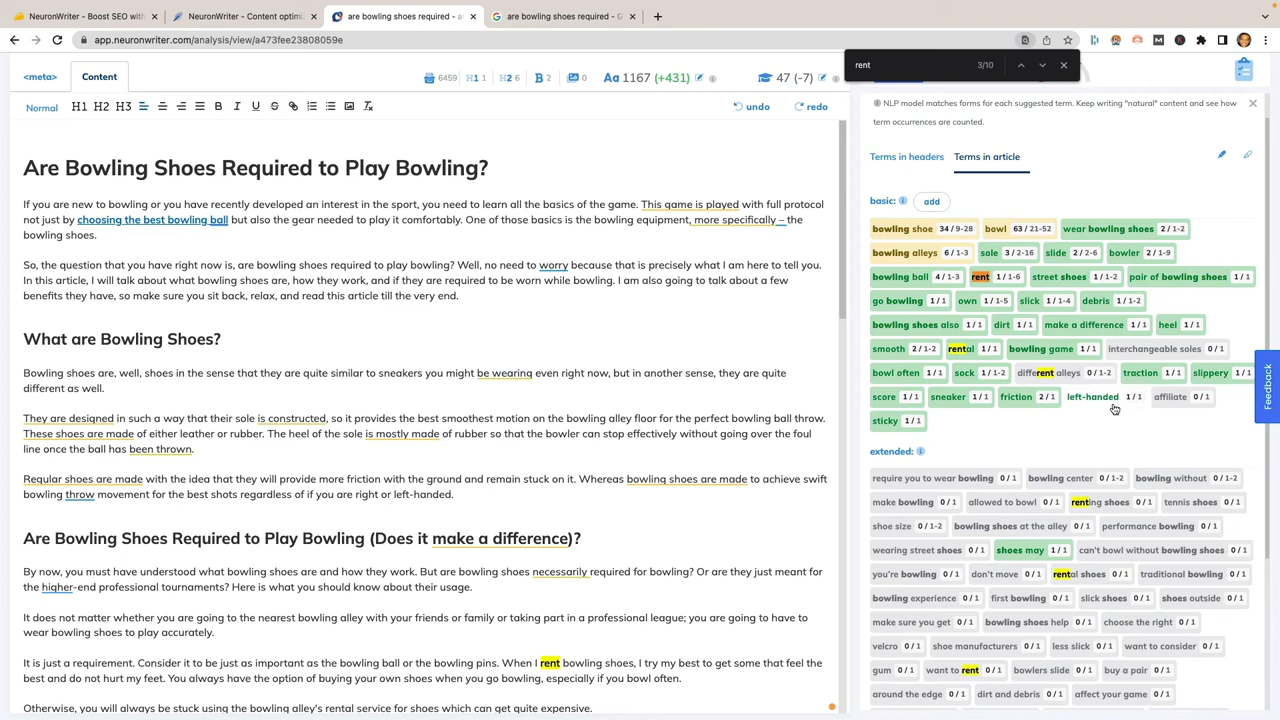 NeuronWriter - Boost SEO with
NeuronWriter - Content optimi
are bowling shoes required - a
are bowling shoes required - G
app.neuronwriter.com/analysis/view/a473fee23808059e
rent 3/10
<meta> Content
6459 H1 1 H2 6 B 2 0 Aa 1167 (+431) 47 (-7)
Normal H1 H2 H3 B I U S undo redo
Are Bowling Shoes Required to Play Bowling?
If you are new to bowling or you have recently developed an interest in the sport, you need to learn all the basics of the game. This game is played with full protocol
not just by choosing the best bowling ball but also the gear needed to play it comfortably. One of those basics is the bowling equipment, more specifically – the
bowling shoes.
So, the question that you have right now is, are bowling shoes required to play bowling? Well, no need to worry because that is precisely what I am here to tell you.
In this article, I will talk about what bowling shoes are, how they work, and if they are required to be worn while bowling. I am also going to talk about a few
benefits they have, so make sure you sit back, relax, and read this article till the very end.
What are Bowling Shoes?
Bowling shoes are, well, shoes in the sense that they are quite similar to sneakers you might be wearing even right now, but in another sense, they are quite
different as well.
They are designed in such a way that their sole is constructed, so it provides the best smoothest motion on the bowling alley floor for the perfect bowling ball throw.
These shoes are made of either leather or rubber. The heel of the sole is mostly made of rubber so that the bowler can stop effectively without going over the foul
line once the ball has been thrown.
Regular shoes are made with the idea that they will provide more friction with the ground and remain stuck on it. Whereas bowling shoes are made to achieve swift
bowling throw movement for the best shots regardless of if you are right or left-handed.
Are Bowling Shoes Required to Play Bowling (Does it make a difference)?
By now, you must have understood what bowling shoes are and how they work. But are bowling shoes necessarily required for bowling? Or are they just meant for
the higher-end professional tournaments? Here is what you should know about their usage.
It does not matter whether you are going to the nearest bowling alley with your friends or family or taking part in a professional league; you are going to have to
wear bowling shoes to play accurately.
It is just a requirement. Consider it to be just as important as the bowling ball or the bowling pins. When I rent bowling shoes, I try my best to get some that feel the
best and do not hurt my feet. You always have the option of buying your own shoes when you go bowling, especially if you bowl often.
Otherwise, you will always be stuck using the bowling alley's rental service for shoes which can get quite expensive.
NLP model matches forms for each suggested term. Keep writing "natural" content and see how
term occurrences are counted.
Terms in headers Terms in article
basic: add
bowling shoe 34 / 9-28 bowl 63 / 21-52 wear bowling shoes 2 / 1-2
bowling alleys 6 / 1-3 sole 3 / 2-16 slide 2 / 2-6 bowler 2 / 1-9
bowling ball 4 / 1-3 rent 1 / 1-6 street shoes 1 / 1-2 pair of bowling shoes 1 / 1
go bowling 1 / 1 own 1 / 1-5 slick 1 / 1-4 debris 1 / 1-2
bowling shoes also 1 / 1 dirt 1 / 1 make a difference 1 / 1 heel 1 / 1
smooth 2 / 1-2 rental 1 / 1 bowling game 1 / 1 interchangeable soles 0 / 1
bowl often 1 / 1 sock 1 / 1-2 different alleys 0 / 1-2 traction 1 / 1 slippery 1 / 1
score 1 / 1 sneaker 1 / 1 friction 2 / 1 left-handed 1 / 1 affiliate 0 / 1
sticky 1 / 1
extended:
require you to wear bowling 0 / 1 bowling center 0 / 1-2 bowling without 0 / 1-2
make bowling 0 / 1 allowed to bowl 0 / 1 renting shoes 0 / 1 tennis shoes 0 / 1
shoe size 0 / 1-2 bowling shoes at the alley 0 / 1 performance bowling 0 / 1
wearing street shoes 0 / 1 shoes may 1 / 1 can't bowl without bowling shoes 0 / 1
you're bowling 0 / 1 don't move 0 / 1 rental shoes 0 / 1 traditional bowling 0 / 1
bowling experience 0 / 1 first bowling 0 / 1 slick shoes 0 / 1 shoes outside 0 / 1
make sure you get 0 / 1 bowling shoes help 0 / 1 choose the right 0 / 1
velcro 0 / 1 shoe manufacturers 0 / 1 less slick 0 / 1 want to consider 0 / 1
gum 0 / 1 want to rent 0 / 1 bowlers slide 0 / 1 buy a pair 0 / 1
around the edge 0 / 1 dirt and debris 0 / 1 affect your game 0 / 1
Feedback